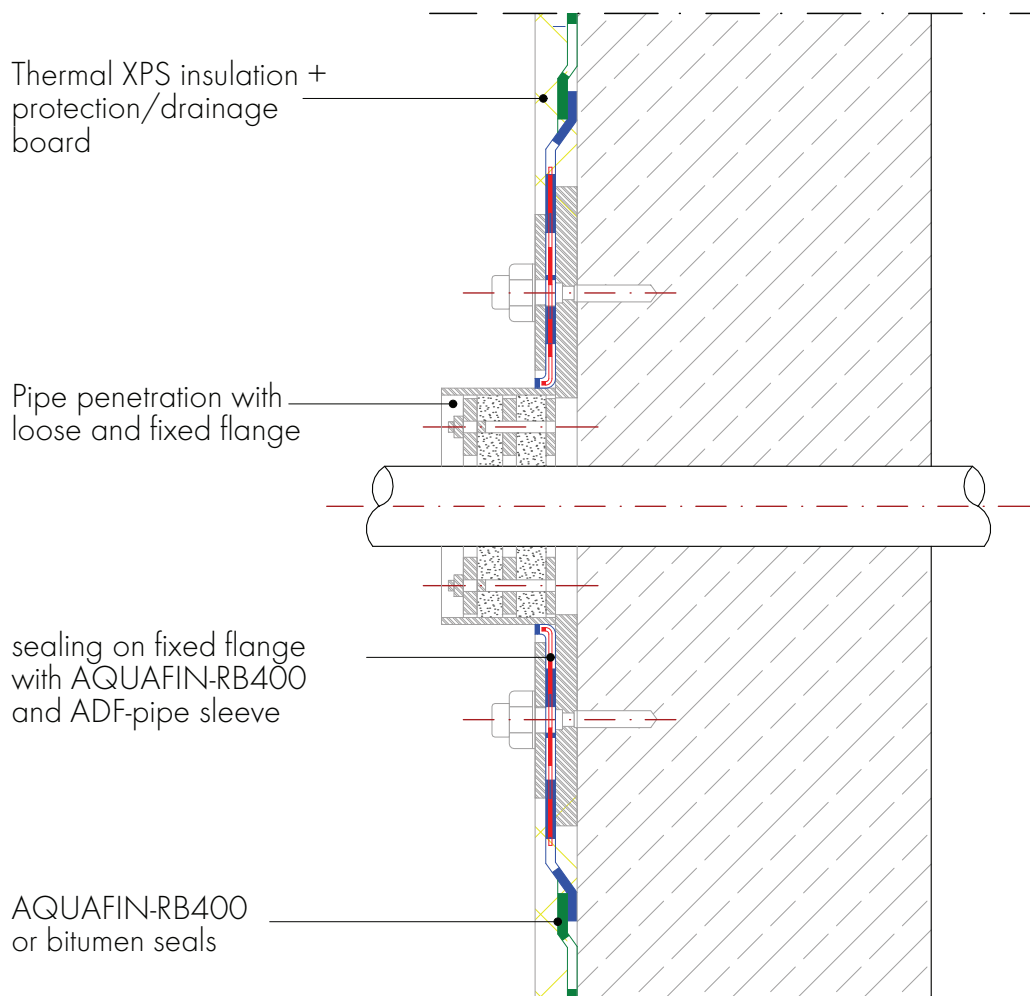 Thermal XPS insulation +
protection/drainage
board
Pipe penetration with
loose and fixed flange
sealing on fixed flange
with AQUAFIN-RB400
and ADF-pipe sleeve
AQUAFIN-RB400
or bitumen seals